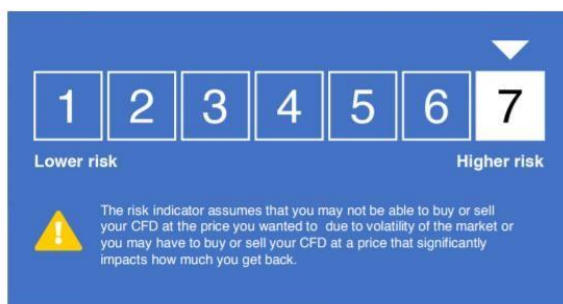 1 2 3 4 5 6 7
Lower risk Higher risk
The risk indicator assumes that you may not be able to buy or sell
your CFD at the price you wanted to due to volatility of the market or
you may have to buy or sell your CFD at a price that significantly
impacts how much you get back.